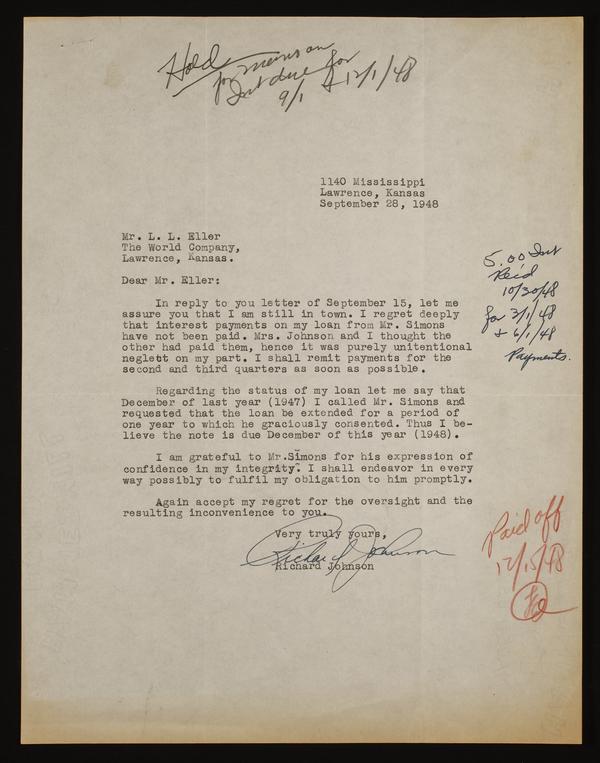 Hold
for
Int due for
9/1 & 12/1/48
1140 Mississippi
Lawrence, Kansas
September 28, 1948
Mr. L. L. Eller
The World Company,
Lawrence, Kansas.
Dear Mr. Eller:
In reply to you letter of September 15, let me
assure you that I am still in town. I regret deeply
that interest payments on my loan from Mr. Simons
have not been paid. Mrs. Johnson and I thought the
other had paid them, hence it was purely unitentional
neglett on my part. I shall remit payments for the
second and third quarters as soon as possible.
Regarding the status of my loan let me say that
December of last year (1947) I called Mr. Simons and
requested that the loan be extended for a period of
one year to which he graciously consented. Thus I be-
lieve the note is due December of this year (1948).
I am grateful to Mr.Simons for his expression of
confidence in my integrity. I shall endeavor in every
way possibly to fulfil my obligation to him promptly.
Again accept my regret for the oversight and the
resulting inconvenience to you.
Very truly yours,
Richard Johnson
Richard Johnson
5.00 Int
Rec'd
10/30/48
for 3/1/48
& 6/1/48
Payments.
Paid off
12/15/48